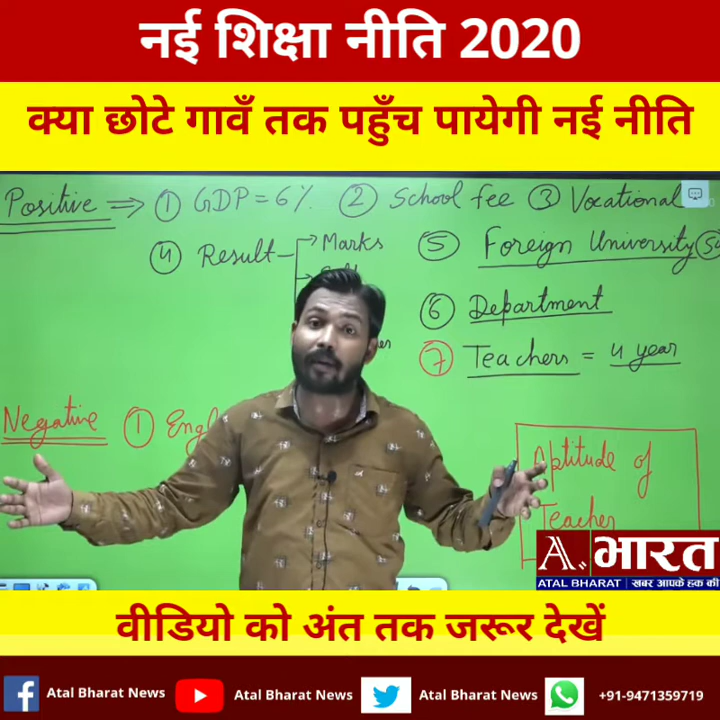 नई शिक्षा नीति 2020
क्या छोटे गावँ तक पहुँच पायेगी नई नीति
Positive ⇒ ① GDP = 6% ② School fee ③ Vocational
④ Result → Marks
⑤ Foreign University
⑥ Department
⑦ Teachers = 4 year
Negative ①
Aptitude of
Teacher
A. भारत
ATAL BHARAT | खबर आपके हक की
वीडियो को अंत तक जरूर देखें
Atal Bharat News Atal Bharat News Atal Bharat News +91-9471359719